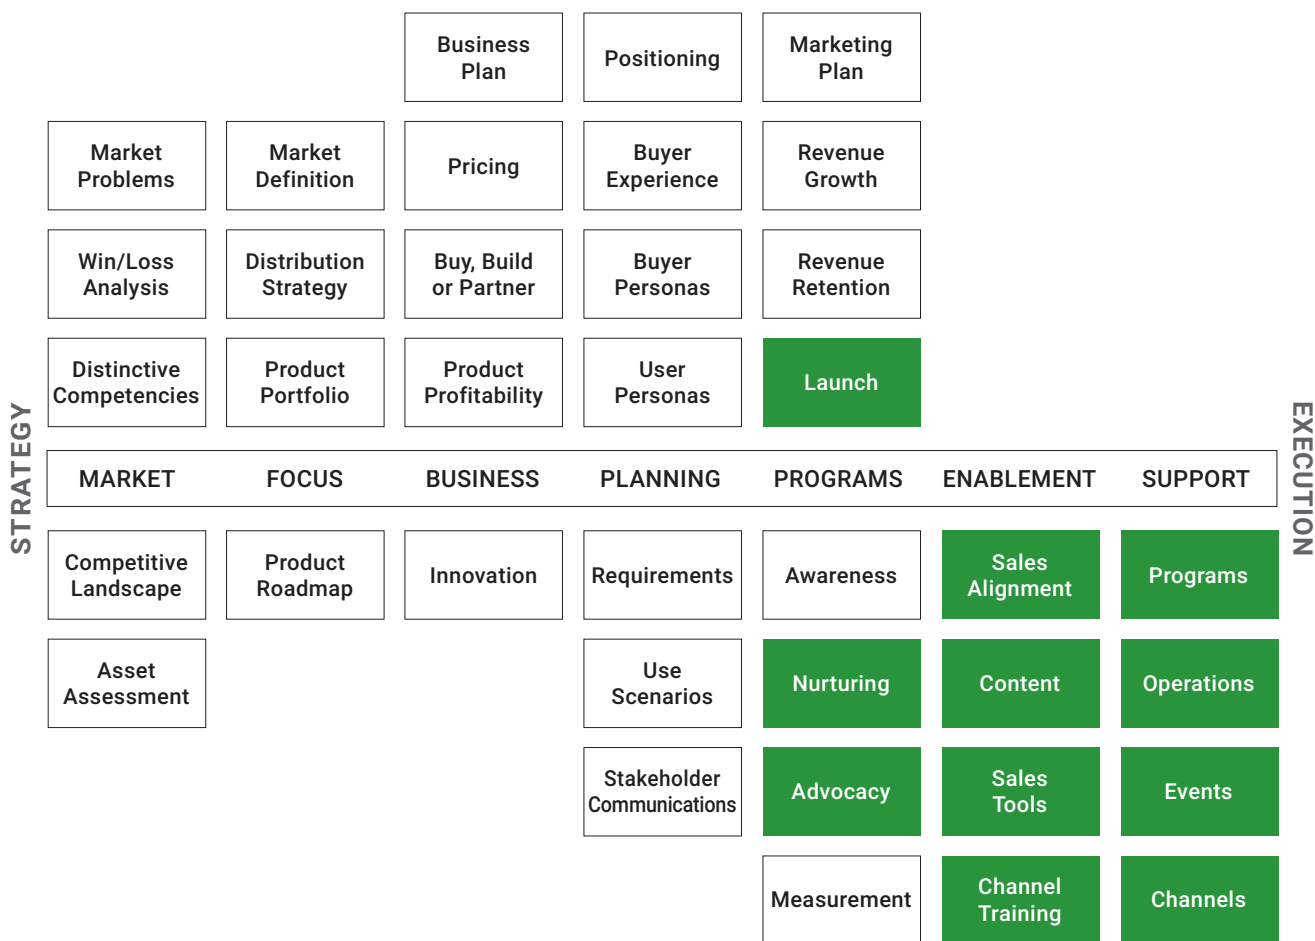 Business
Plan
Positioning
Marketing
Plan
Market
Problems
Market
Definition
Pricing
Buyer
Experience
Revenue
Growth
Win/Loss
Analysis
Distribution
Strategy
Buy, Build
or Partner
Buyer
Personas
Revenue
Retention
Distinctive
Competencies
Product
Portfolio
Product
Profitability
User
Personas
Launch
STRATEGY
MARKET
FOCUS
BUSINESS
PLANNING
PROGRAMS
ENABLEMENT
SUPPORT
EXECUTION
Competitive
Landscape
Product
Roadmap
Innovation
Requirements
Awareness
Sales
Alignment
Programs
Asset
Assessment
Use
Scenarios
Nurturing
Content
Operations
Stakeholder
Communications
Advocacy
Sales
Tools
Events
Measurement
Channel
Training
Channels